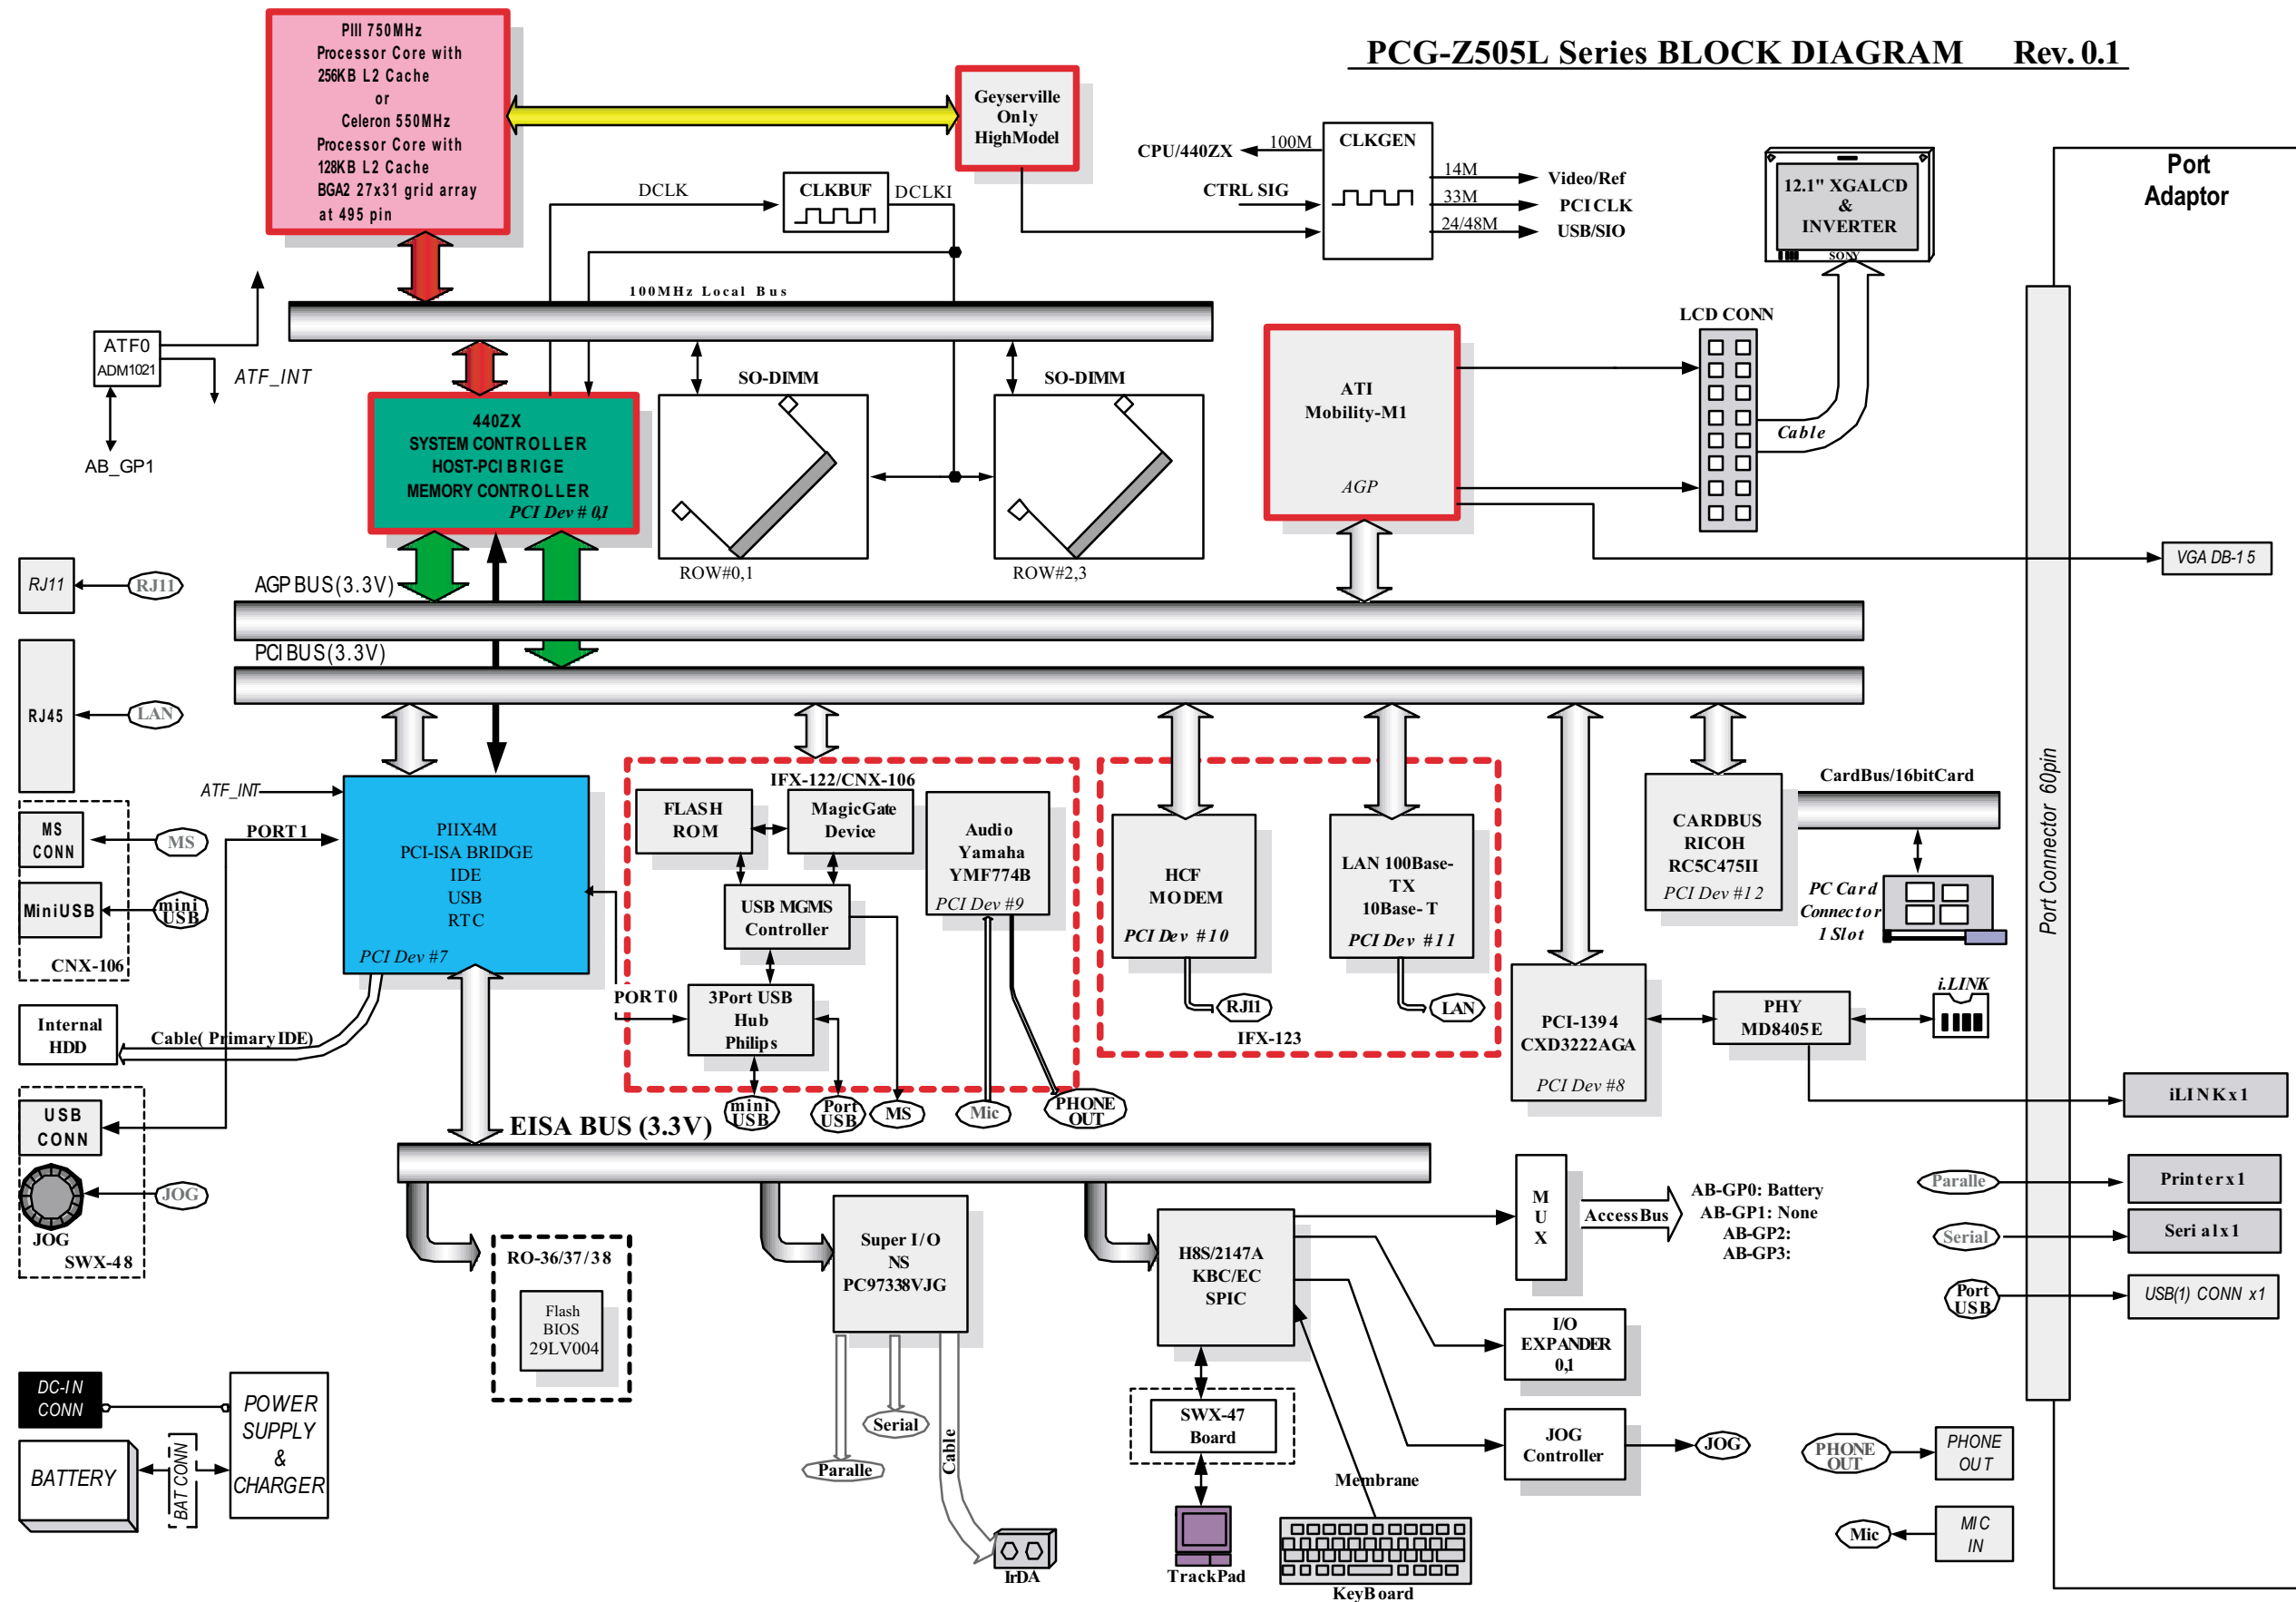 PCG-Z505L Series BLOCK DIAGRAM Rev. 0.1
PIII 750MHz
Processor Core with
256KB L2 Cache
or
Celeron 550MHz
Processor Core with
128KB L2 Cache
BGA2 27x31 grid array
at 495 pin
Geyserville
Only
HighModel
CLKGEN
CPU/440ZX
100M
CTRL SIG
14M
Video/Ref
33M
PCI CLK
24/48M
USB/SIO
DCLK
CLKBUF
DCLKI
12.1" XGALCD
&
INVERTER
SONY
Port
Adaptor
100MHz Local Bus
ATF0
ADM1021
ATF_INT
AB_GP1
440ZX
SYSTEM CONTROLLER
HOST-PCI BRIGE
MEMORY CONTROLLER
PCI Dev # 0,1
SO-DIMM
SO-DIMM
ROW#0,1
ROW#2,3
ATI
Mobility-M1
AGP
LCD CONN
Cable
VGA DB-15
RJ11
RJ11
AGP BUS(3.3V)
PCI BUS(3.3V)
RJ45
LAN
Port Connector 60pin
ATF_INT
PORT 1
MS
CONN
MS
MiniUSB
mini
USB
CNX-106
PIIX4M
PCI-ISA BRIDGE
IDE
USB
RTC
PCI Dev #7
IFX-122/CNX-106
FLASH
ROM
MagicGate
Device
Audio
Yamaha
YMF774B
PCI Dev #9
USB MGMS
Controller
PORT 0
3Port USB
Hub
Philips
mini
USB
Port
USB
MS
Mic
PHONE
OUT
HCF
MODEM
PCI Dev #10
RJ11
LAN 100Base-
TX
10Base-T
PCI Dev #11
LAN
IFX-123
CARDBUS
RICOH
RC5C475II
PCI Dev #12
CardBus/16bitCard
PC Card
Connector
1 Slot
PCI-1394
CXD3222AGA
PCI Dev #8
PHY
MD8405E
i.LINK
iLINK x1
Internal
HDD
Cable( Primary IDE)
USB
CONN
JOG
JOG
SWX-48
EISA BUS (3.3V)
RO-36/37/38
Flash
BIOS
29LV004
Super I/O
NS
PC97338VJG
Paralle
Serial
Cable
IrDA
H8S/2147A
KBC/EC
SPIC
M
U
X
AccessBus
AB-GP0: Battery
AB-GP1: None
AB-GP2:
AB-GP3:
I/O
EXPANDER
0,1
JOG
Controller
JOG
SWX-47
Board
TrackPad
Membrane
KeyBoard
Paralle
Printer x1
Serial
Serial x1
Port
USB
USB(1) CONN x1
PHONE
OUT
PHONE
OUT
Mic
MIC
IN
DC-IN
CONN
POWER
SUPPLY
&
CHARGER
BATTERY
BAT CONN